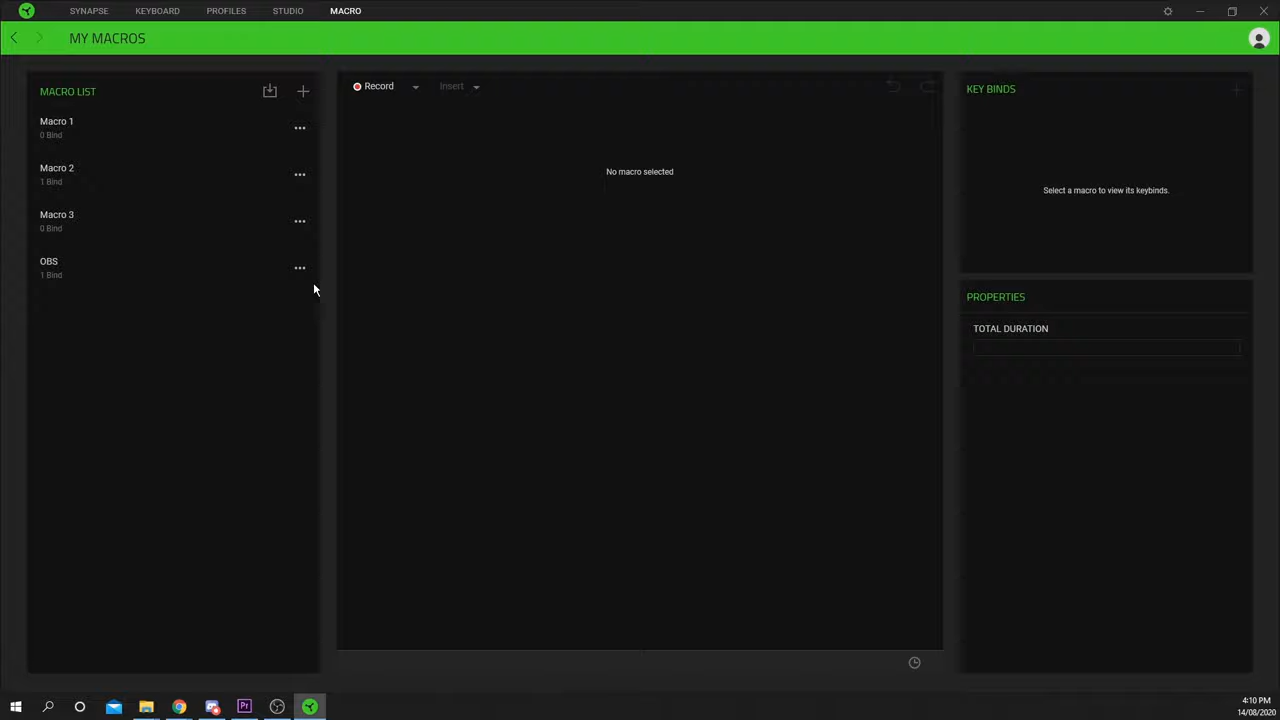 SYNAPSE KEYBOARD PROFILES STUDIO MACRO
MY MACROS
MACRO LIST
Macro 1
0 Bind
Macro 2
1 Bind
Macro 3
0 Bind
OBS
1 Bind
Record Insert
No macro selected
KEY BINDS
Select a macro to view its keybinds.
PROPERTIES
TOTAL DURATION
Pr
4:10 PM
14/08/2020